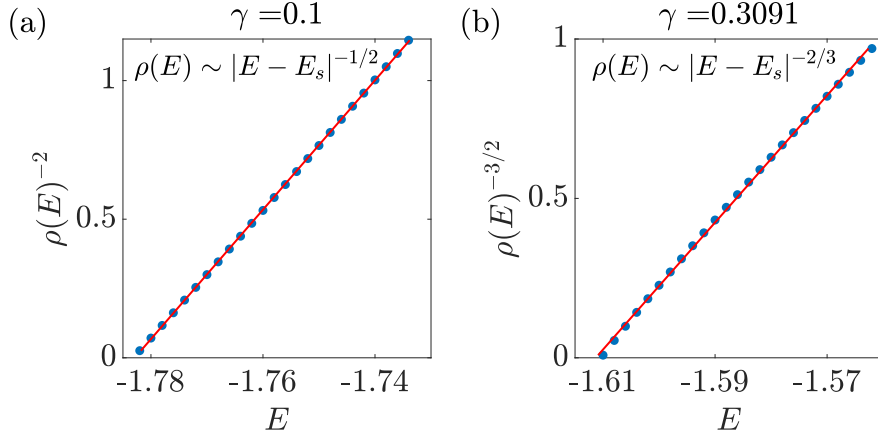 (a)
γ =0.1
ρ(E) ∼ |E − E_s|^{−1/2}
ρ(E)^{−2}
1
0.5
0
-1.78
-1.76
-1.74
E
(b)
γ =0.3091
ρ(E) ∼ |E − E_s|^{−2/3}
ρ(E)^{−3/2}
1
0.5
0
-1.61
-1.59
-1.57
E